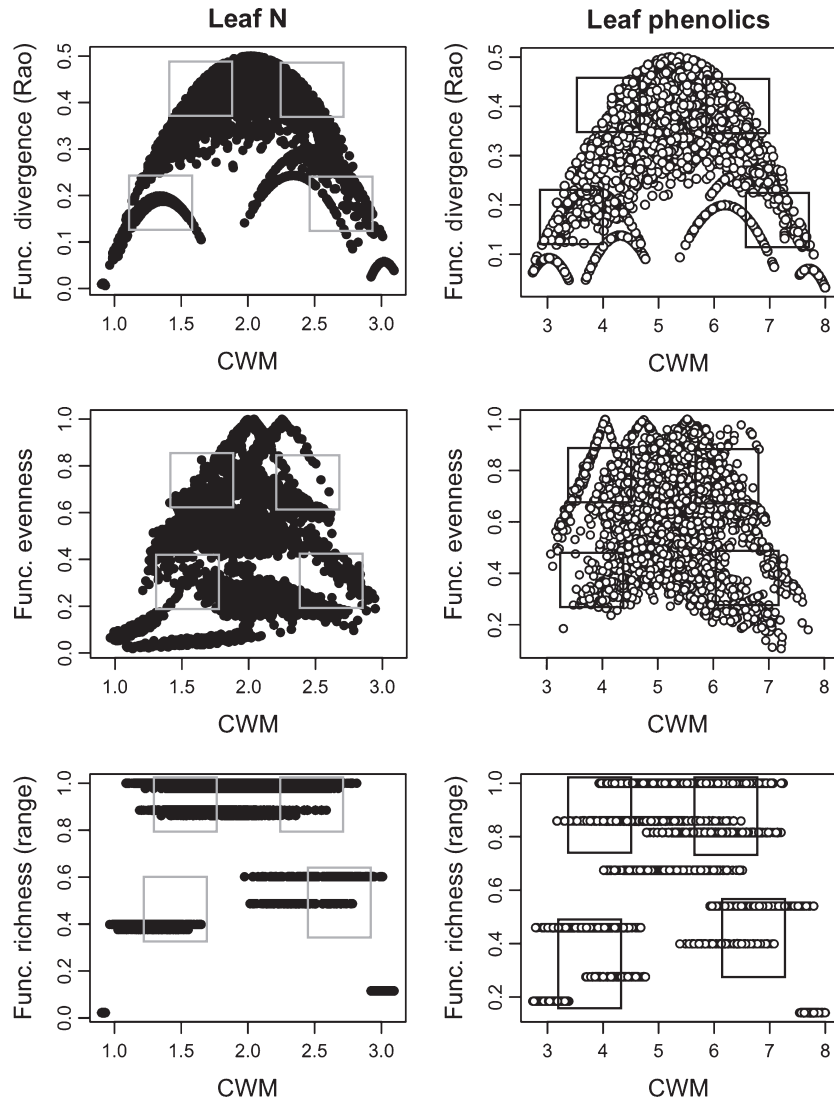 Leaf N
Leaf phenolics
Func. divergence (Rao)
0.0 0.1 0.2 0.3 0.4 0.5
1.0 1.5 2.0 2.5 3.0
CWM
Func. divergence (Rao)
0.1 0.2 0.3 0.4 0.5
3 4 5 6 7 8
CWM
Func. evenness
0.0 0.2 0.4 0.6 0.8 1.0
1.0 1.5 2.0 2.5 3.0
CWM
Func. evenness
0.2 0.4 0.6 0.8 1.0
3 4 5 6 7 8
CWM
Func. richness (range)
0.0 0.2 0.4 0.6 0.8 1.0
1.0 1.5 2.0 2.5 3.0
CWM
Func. richness (range)
0.2 0.4 0.6 0.8 1.0
3 4 5 6 7 8
CWM